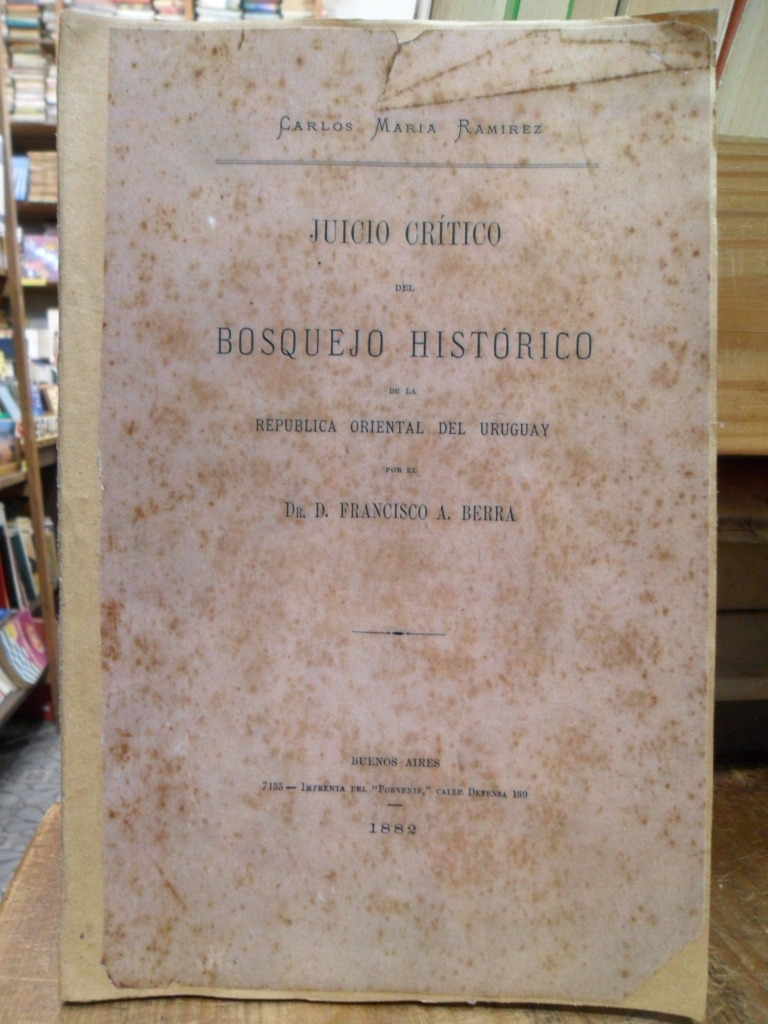 CARLOS MARIA RAMIREZ
JUICIO CRÍTICO
DEL
BOSQUEJO HISTÓRICO
DE LA
REPUBLICA ORIENTAL DEL URUGUAY
POR EL
DR. D. FRANCISCO A. BERRA
BUENOS AIRES
7135 — IMPRENTA DEL "PORVENIR," CALLE DEFENSA 139
1882